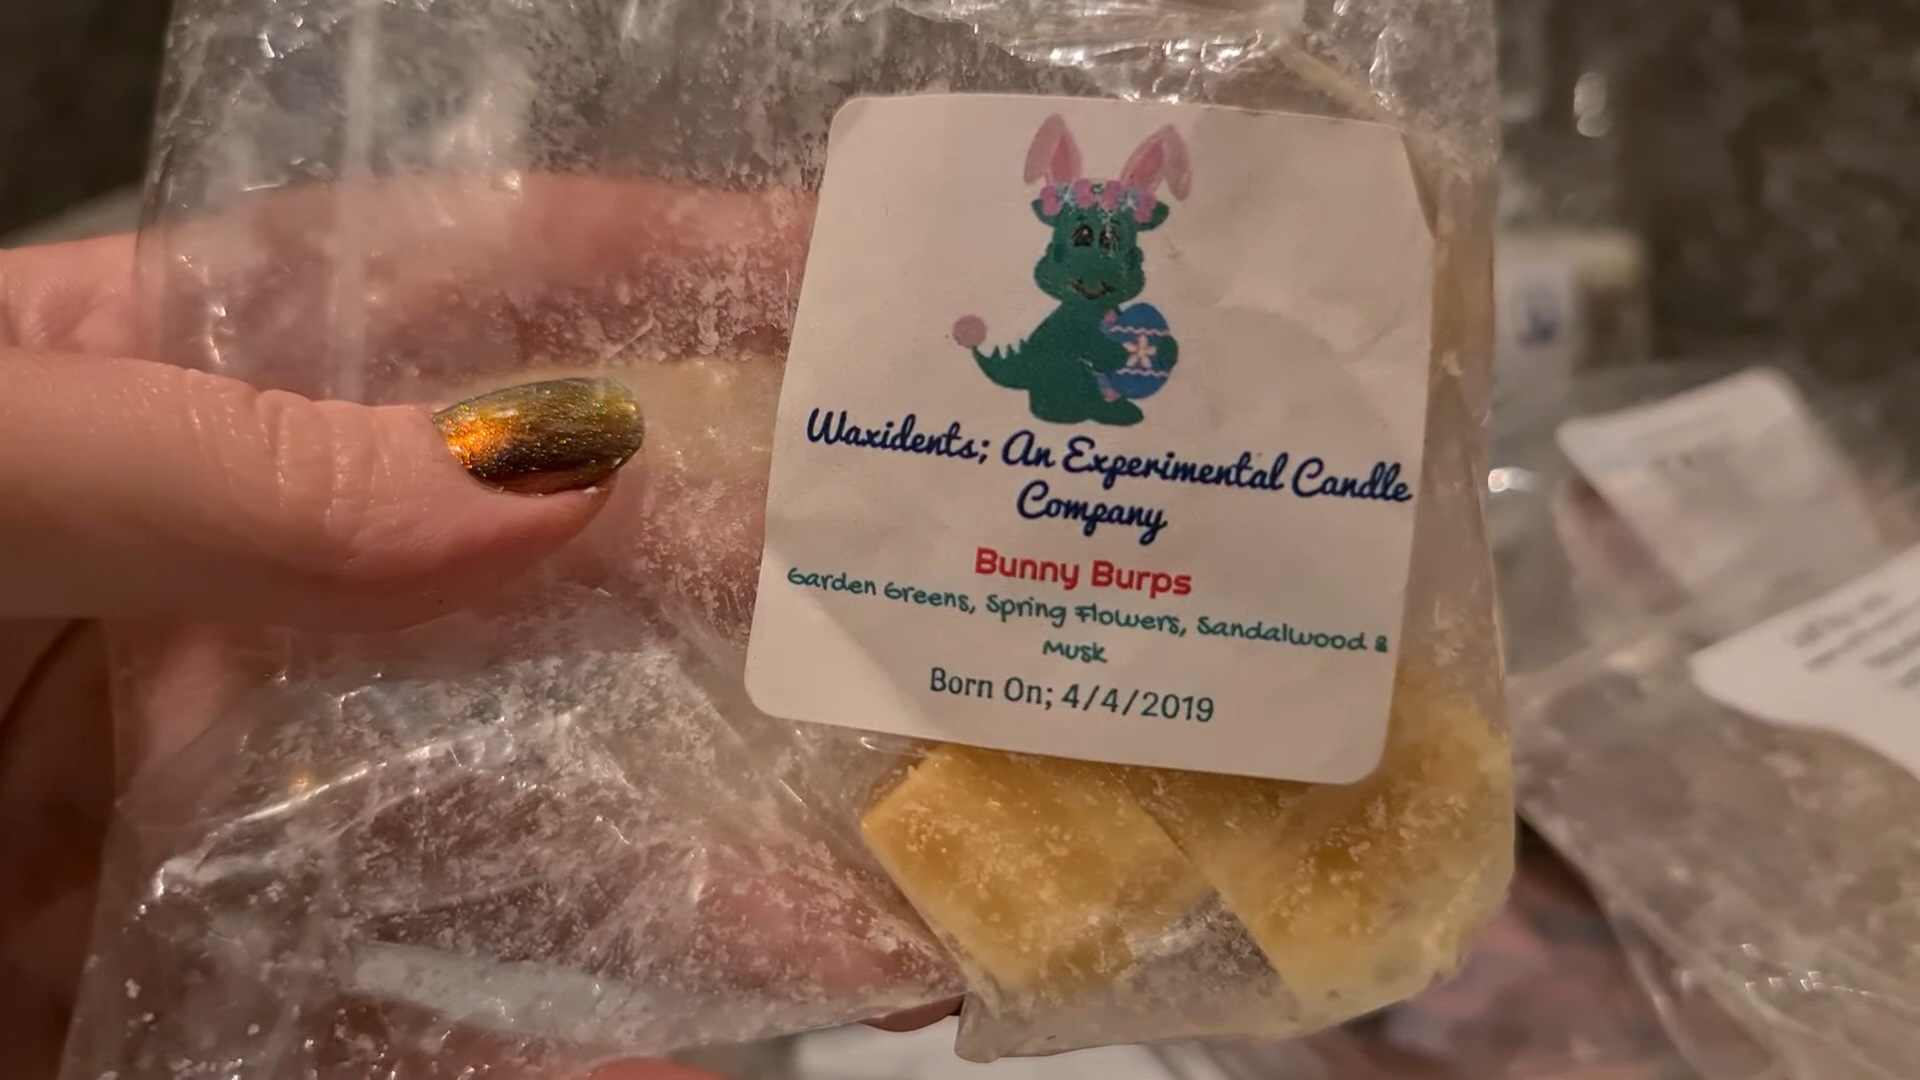 Waxidents; An Experimental Candle
Company
Bunny Burps
Garden Greens, Spring Flowers, Sandalwood &
Musk
Born On; 4/4/2019